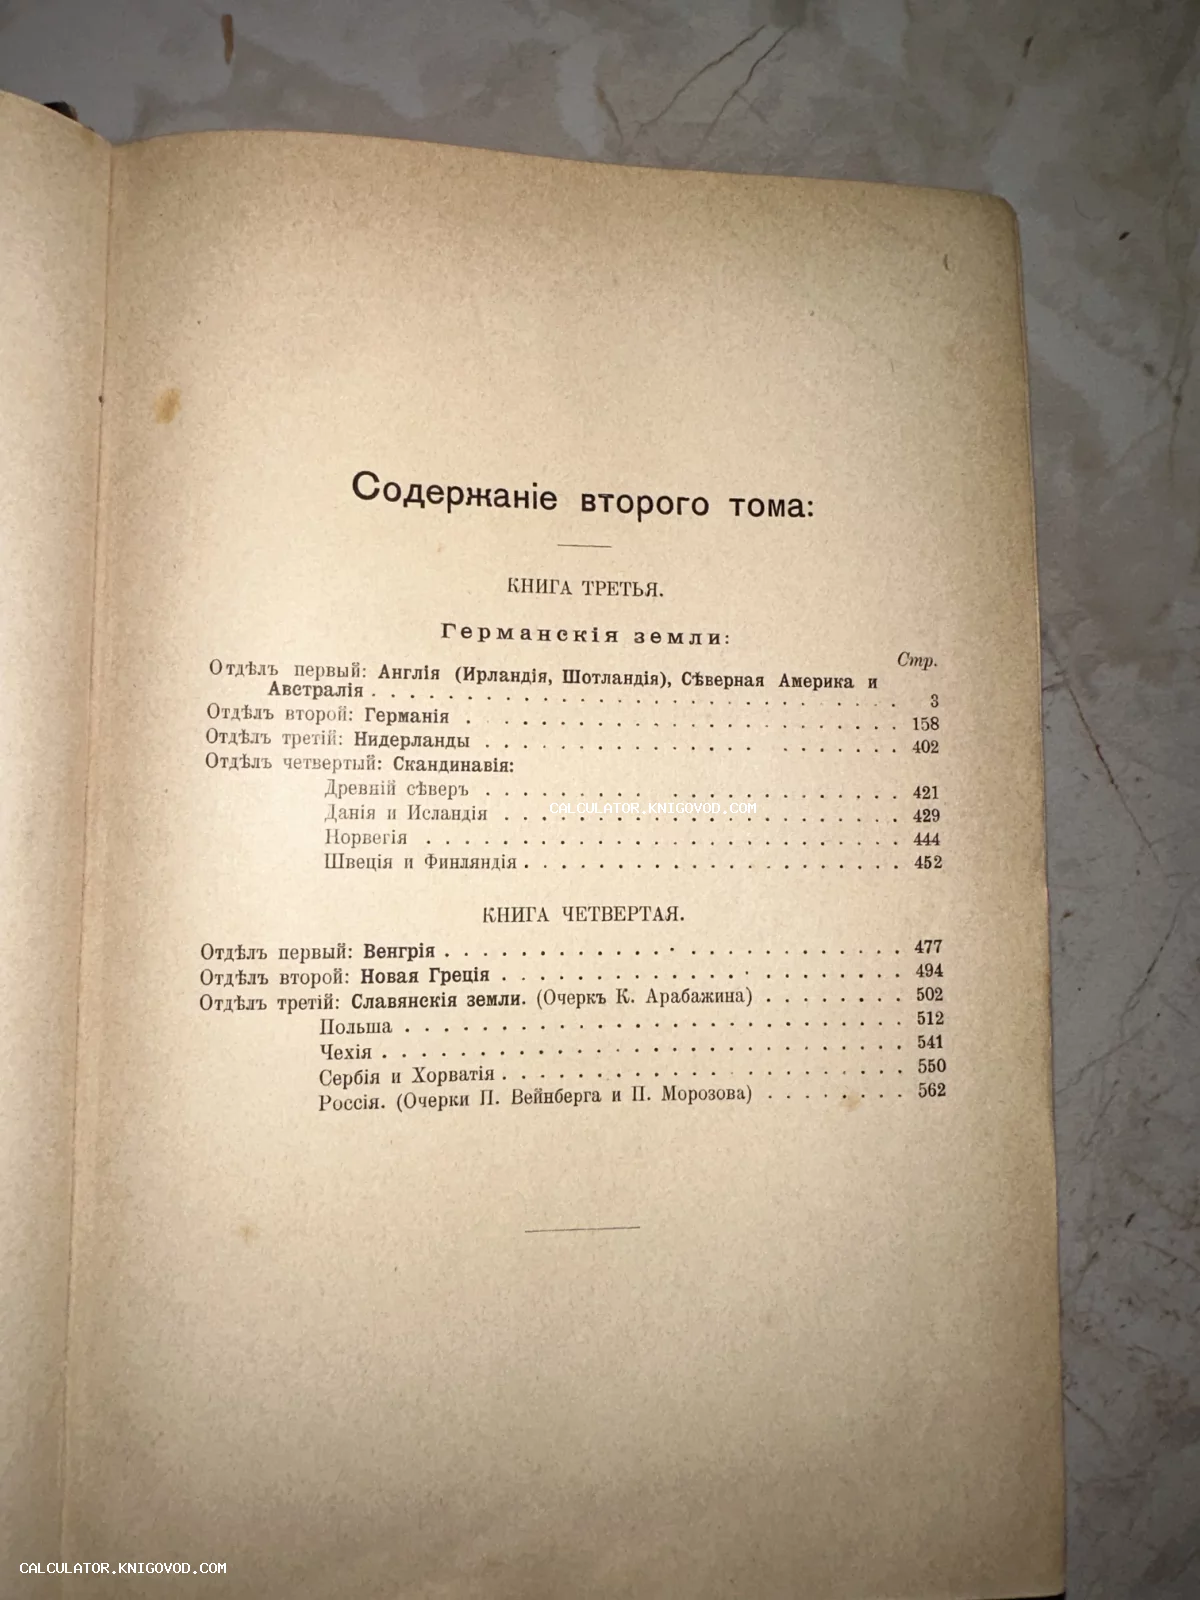 Содержаніе второго тома:
КНИГА ТРЕТЬЯ.
Германскія земли:
Стр.
Отдѣлъ первый: Англія (Ирландія, Шотландія), Сѣверная Америка и
Австралія . . . . . . . . . . . . . . . . . . . . . . . . 3
Отдѣлъ второй: Германія . . . . . . . . . . . . . . . . . . . . 158
Отдѣлъ третій: Нидерланды . . . . . . . . . . . . . . . . . . . . 402
Отдѣлъ четвертый: Скандинавія:
Древній сѣверъ . . . . . . . . . . . . . . . . . . . . 421
Данія и Исландія . . . . . . . . . . . . . . . . . . . . 429
Норвегія . . . . . . . . . . . . . . . . . . . . . . . 444
Швеція и Финляндія . . . . . . . . . . . . . . . . . . . . 452
КНИГА ЧЕТВЕРТАЯ.
Отдѣлъ первый: Венгрія . . . . . . . . . . . . . . . . . . . . . 477
Отдѣлъ второй: Новая Греція . . . . . . . . . . . . . . . . . . . 494
Отдѣлъ третій: Славянскія земли. (Очеркъ К. Арабажина) . . . . . . . 502
Польша . . . . . . . . . . . . . . . . . . . . . . . . 512
Чехія . . . . . . . . . . . . . . . . . . . . . . . . . 541
Сербія и Хорватія . . . . . . . . . . . . . . . . . . . . 550
Россія. (Очерки П. Вейнберга и П. Морозова) . . . . . . . . 562
CALCULATOR.KNIGOVOD.COM
CALCULATOR.KNIGOVOD.COM